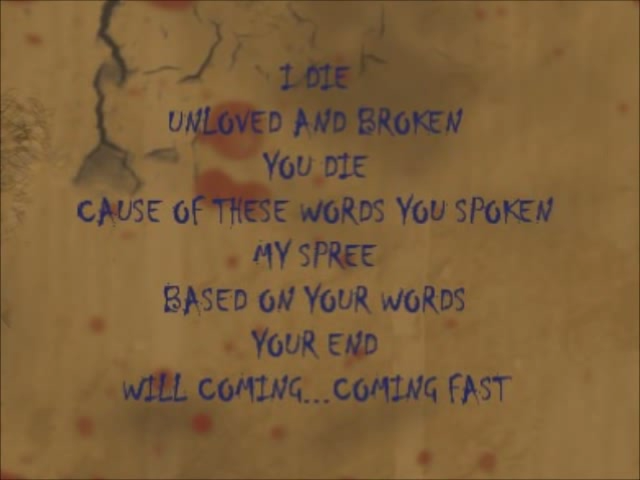 I DIE
UNLOVED AND BROKEN
YOU DIE
CAUSE OF THESE WORDS YOU SPOKEN
MY SPREE
BASED ON YOUR WORDS
YOUR END
WILL COMING...COMING FAST